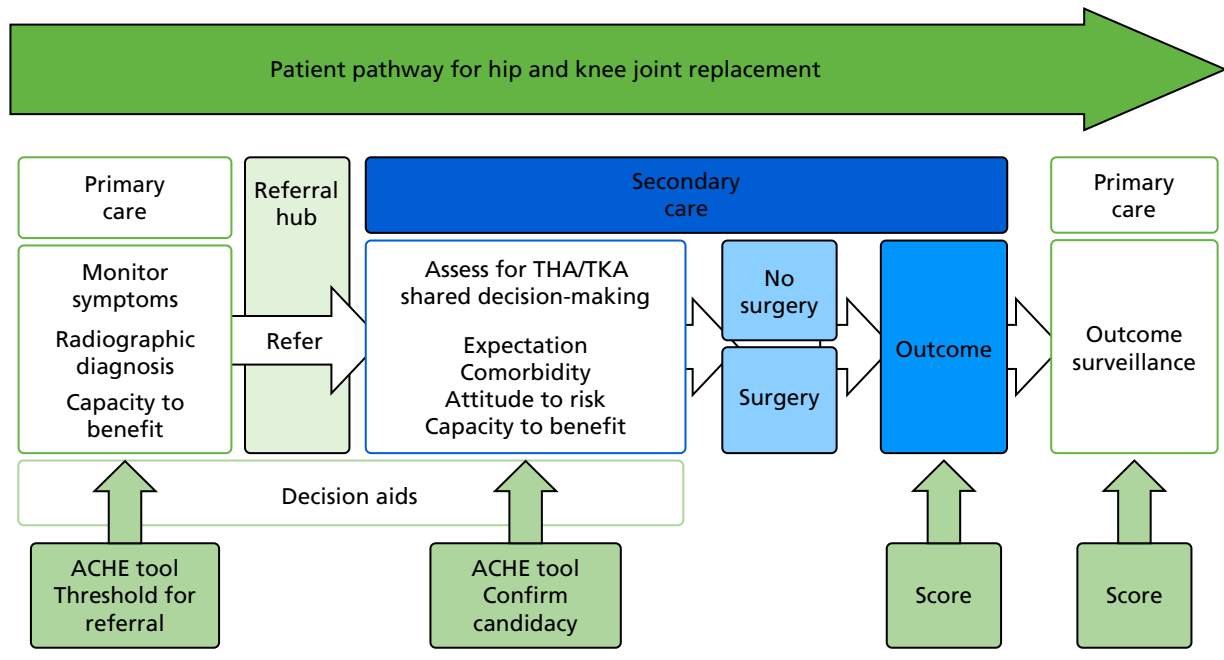 Patient pathway for hip and knee joint replacement
Primary
care
Referral
hub
Secondary
care
Primary
care
Monitor
symptoms
Radiographic
diagnosis
Capacity to
benefit
Refer
Assess for THA/TKA
shared decision-making
Expectation
Comorbidity
Attitude to risk
Capacity to benefit
No
surgery
Surgery
Outcome
Outcome
surveillance
Decision aids
ACHE tool
Threshold for
referral
ACHE tool
Confirm
candidacy
Score
Score